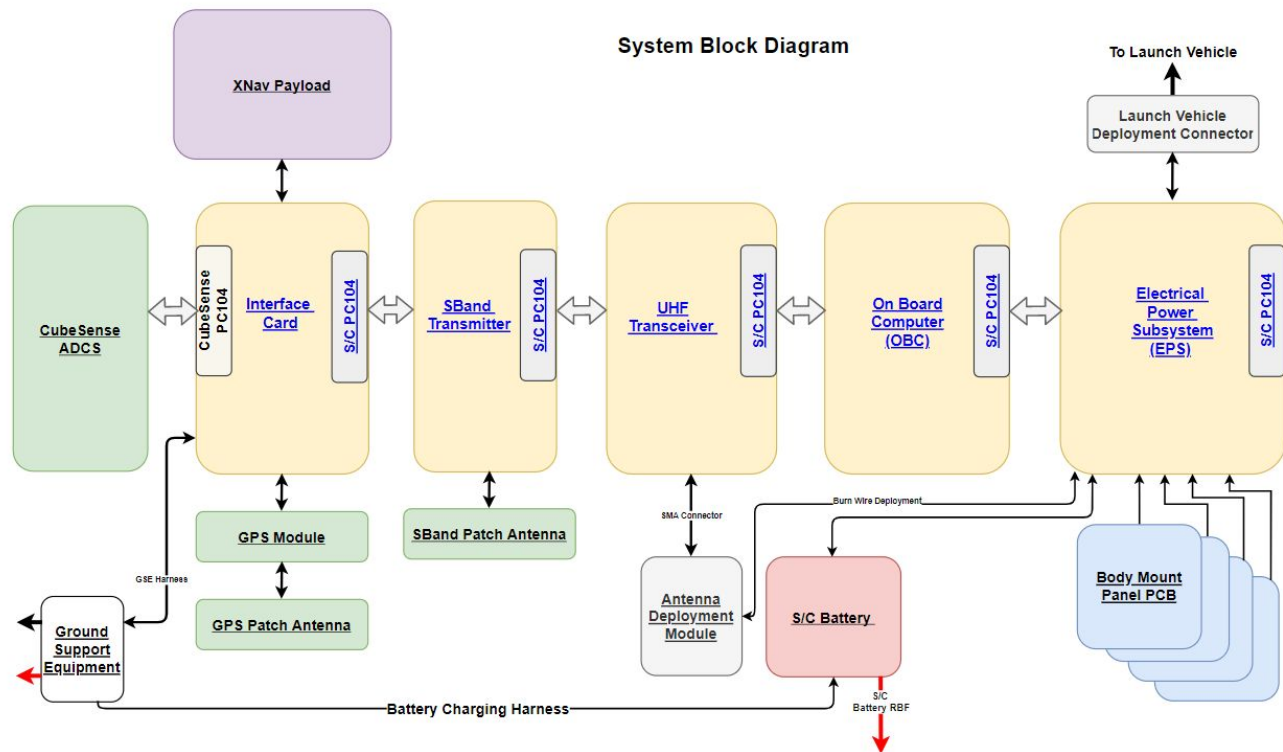 System Block Diagram
To Launch Vehicle
XNav Payload
Launch Vehicle
Deployment Connector
CubeSense
ADCS
CubeSense
PC104
Interface
Card
S/C PC104
SBand
Transmitter
S/C PC104
UHF
Transceiver
S/C PC104
On Board
Computer
(OBC)
S/C PC104
Electrical
Power
Subsystem
(EPS)
S/C PC104
GPS Module
SBand Patch Antenna
SMA Connector
Burn Wire Deployment
GSE Harness
GPS Patch Antenna
Ground
Support
Equipment
Antenna
Deployment
Module
S/C Battery
Body Mount
Panel PCB
Battery Charging Harness
S/C
Battery RBF